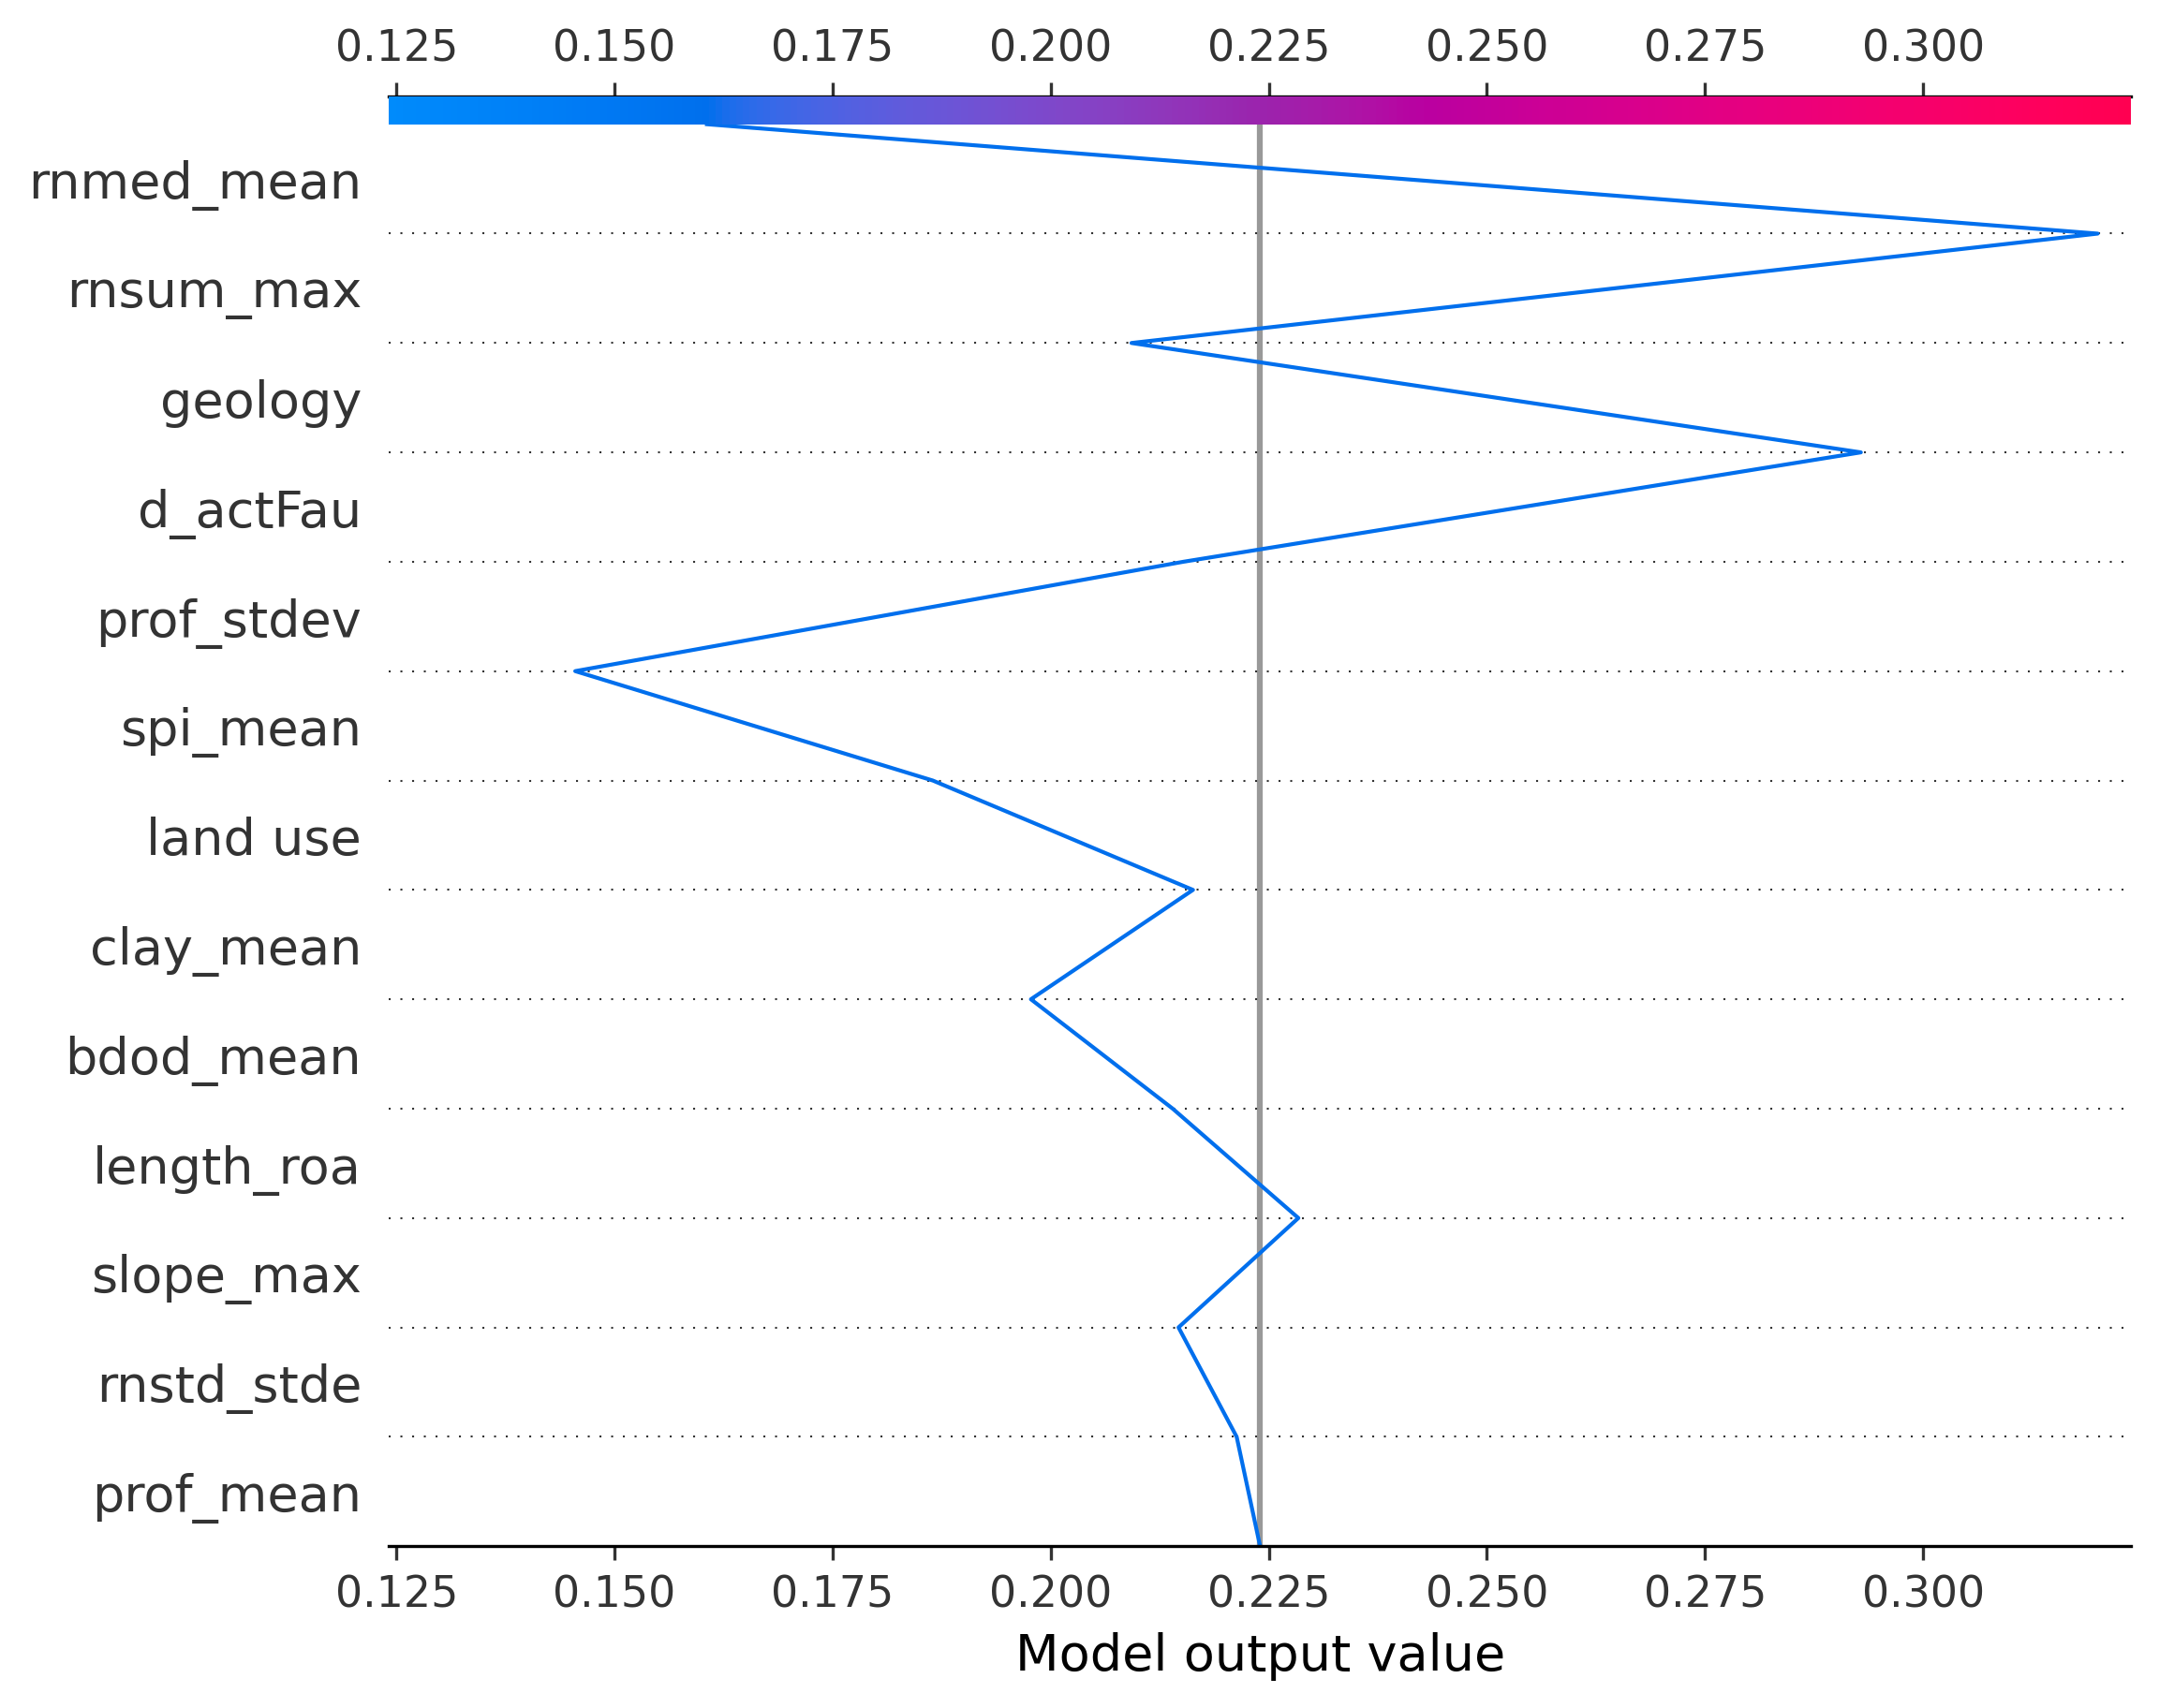 0.125 0.150 0.175 0.200 0.225 0.250 0.275 0.300
rnmed_mean
rnsum_max
geology
d_actFau
prof_stdev
spi_mean
land use
clay_mean
bdod_mean
length_roa
slope_max
rnstd_stde
prof_mean
0.125 0.150 0.175 0.200 0.225 0.250 0.275 0.300
Model output value